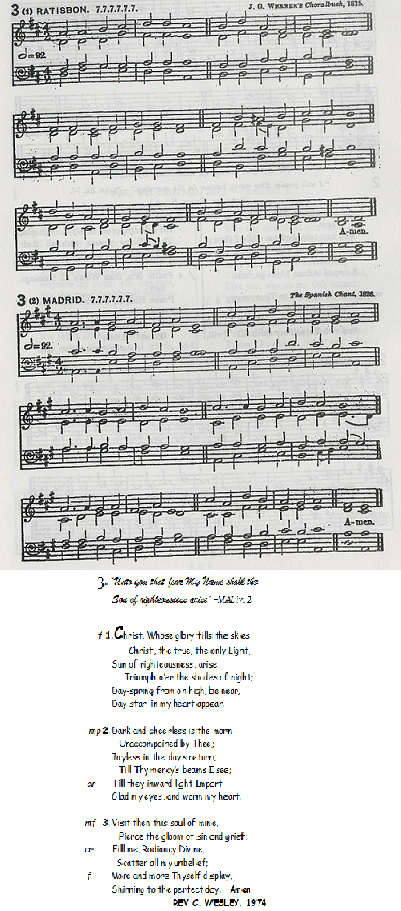 3 (1) RATISBON. 7.7.7.7.7.7.
J. G. WERNER'S Choralbuch, 1815.
=92.
A-men.
3 (2) MADRID. 7.7.7.7.7.7.
The Spanish Chant, 1826.
=92.
A-men.
3. "Unto you that fear My Name shall the
Sun of righteousness arise" -MAL iv. 2
f 1. Christ, Whose glory fills the skies
Christ, the true, the only Light,
Sun of righteousness, arise,
Triumph o'er the shades of night;
Day-spring from on high, be near,
Day-star in my heart appear.
mp 2. Dark and cheerless is the morn
Unaccompained by Thee;
Joyless in the day's return,
Till Thy mercy's beams I see;
cr Till they inward light impart
Glad my eyes and warm my heart.
mf 3. Visit then this soul of mine,
Pierce the gloom of sin and grief;
cr Fill me, Radiancy Divine,
Scatter all my unbelief;
f More and more Thyself display,
Shining to the perfect day. Amen
REV C. WESLEY, 1974